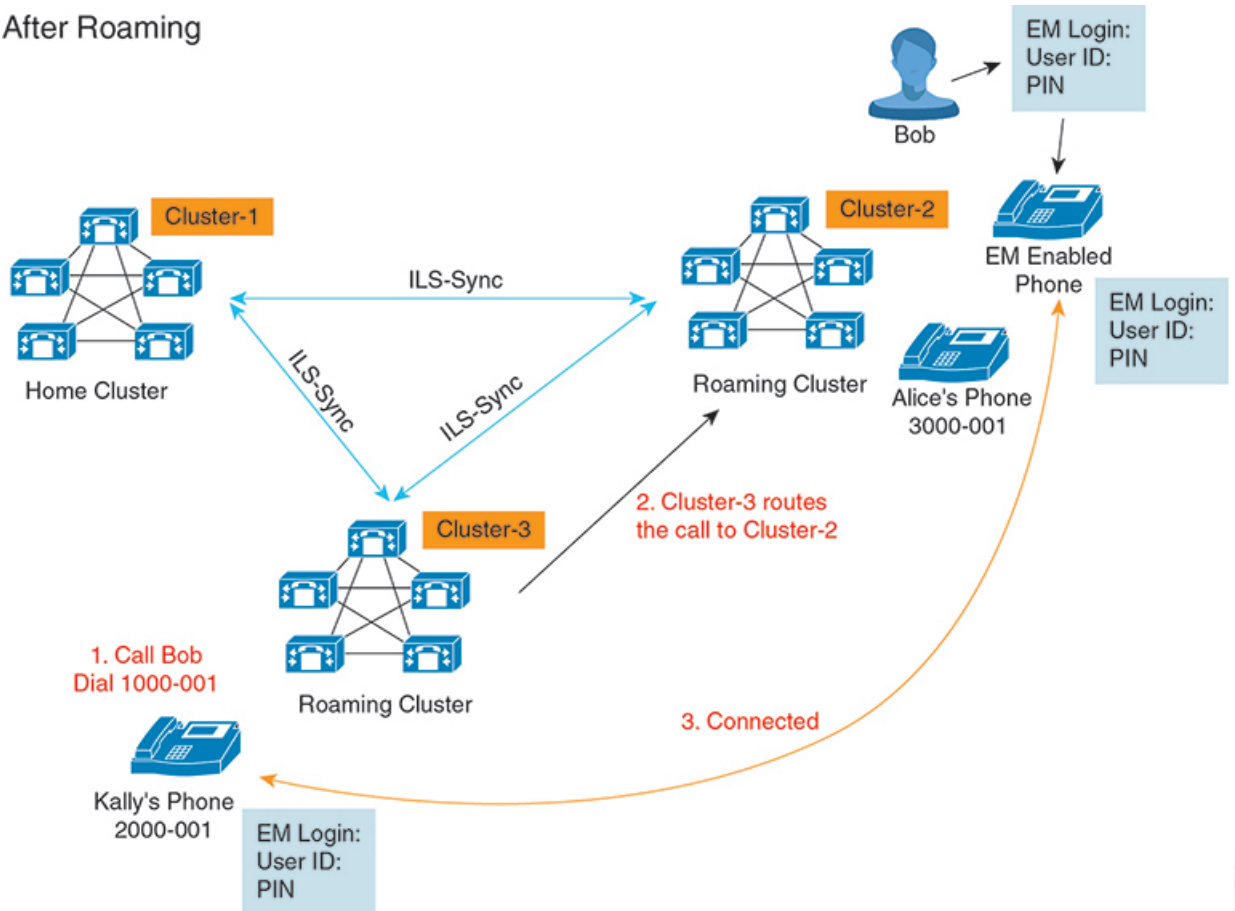 After Roaming
EM Login:
User ID:
PIN
Bob
Cluster-1
Cluster-2
EM Enabled
Phone
ILS-Sync
EM Login:
User ID:
PIN
Home Cluster
Roaming Cluster
Alice's Phone
3000-001
ILS-Sync
ILS-Sync
2. Cluster-3 routes
the call to Cluster-2
Cluster-3
1. Call Bob
Dial 1000-001
Roaming Cluster
3. Connected
Kally's Phone
2000-001
EM Login:
User ID:
PIN